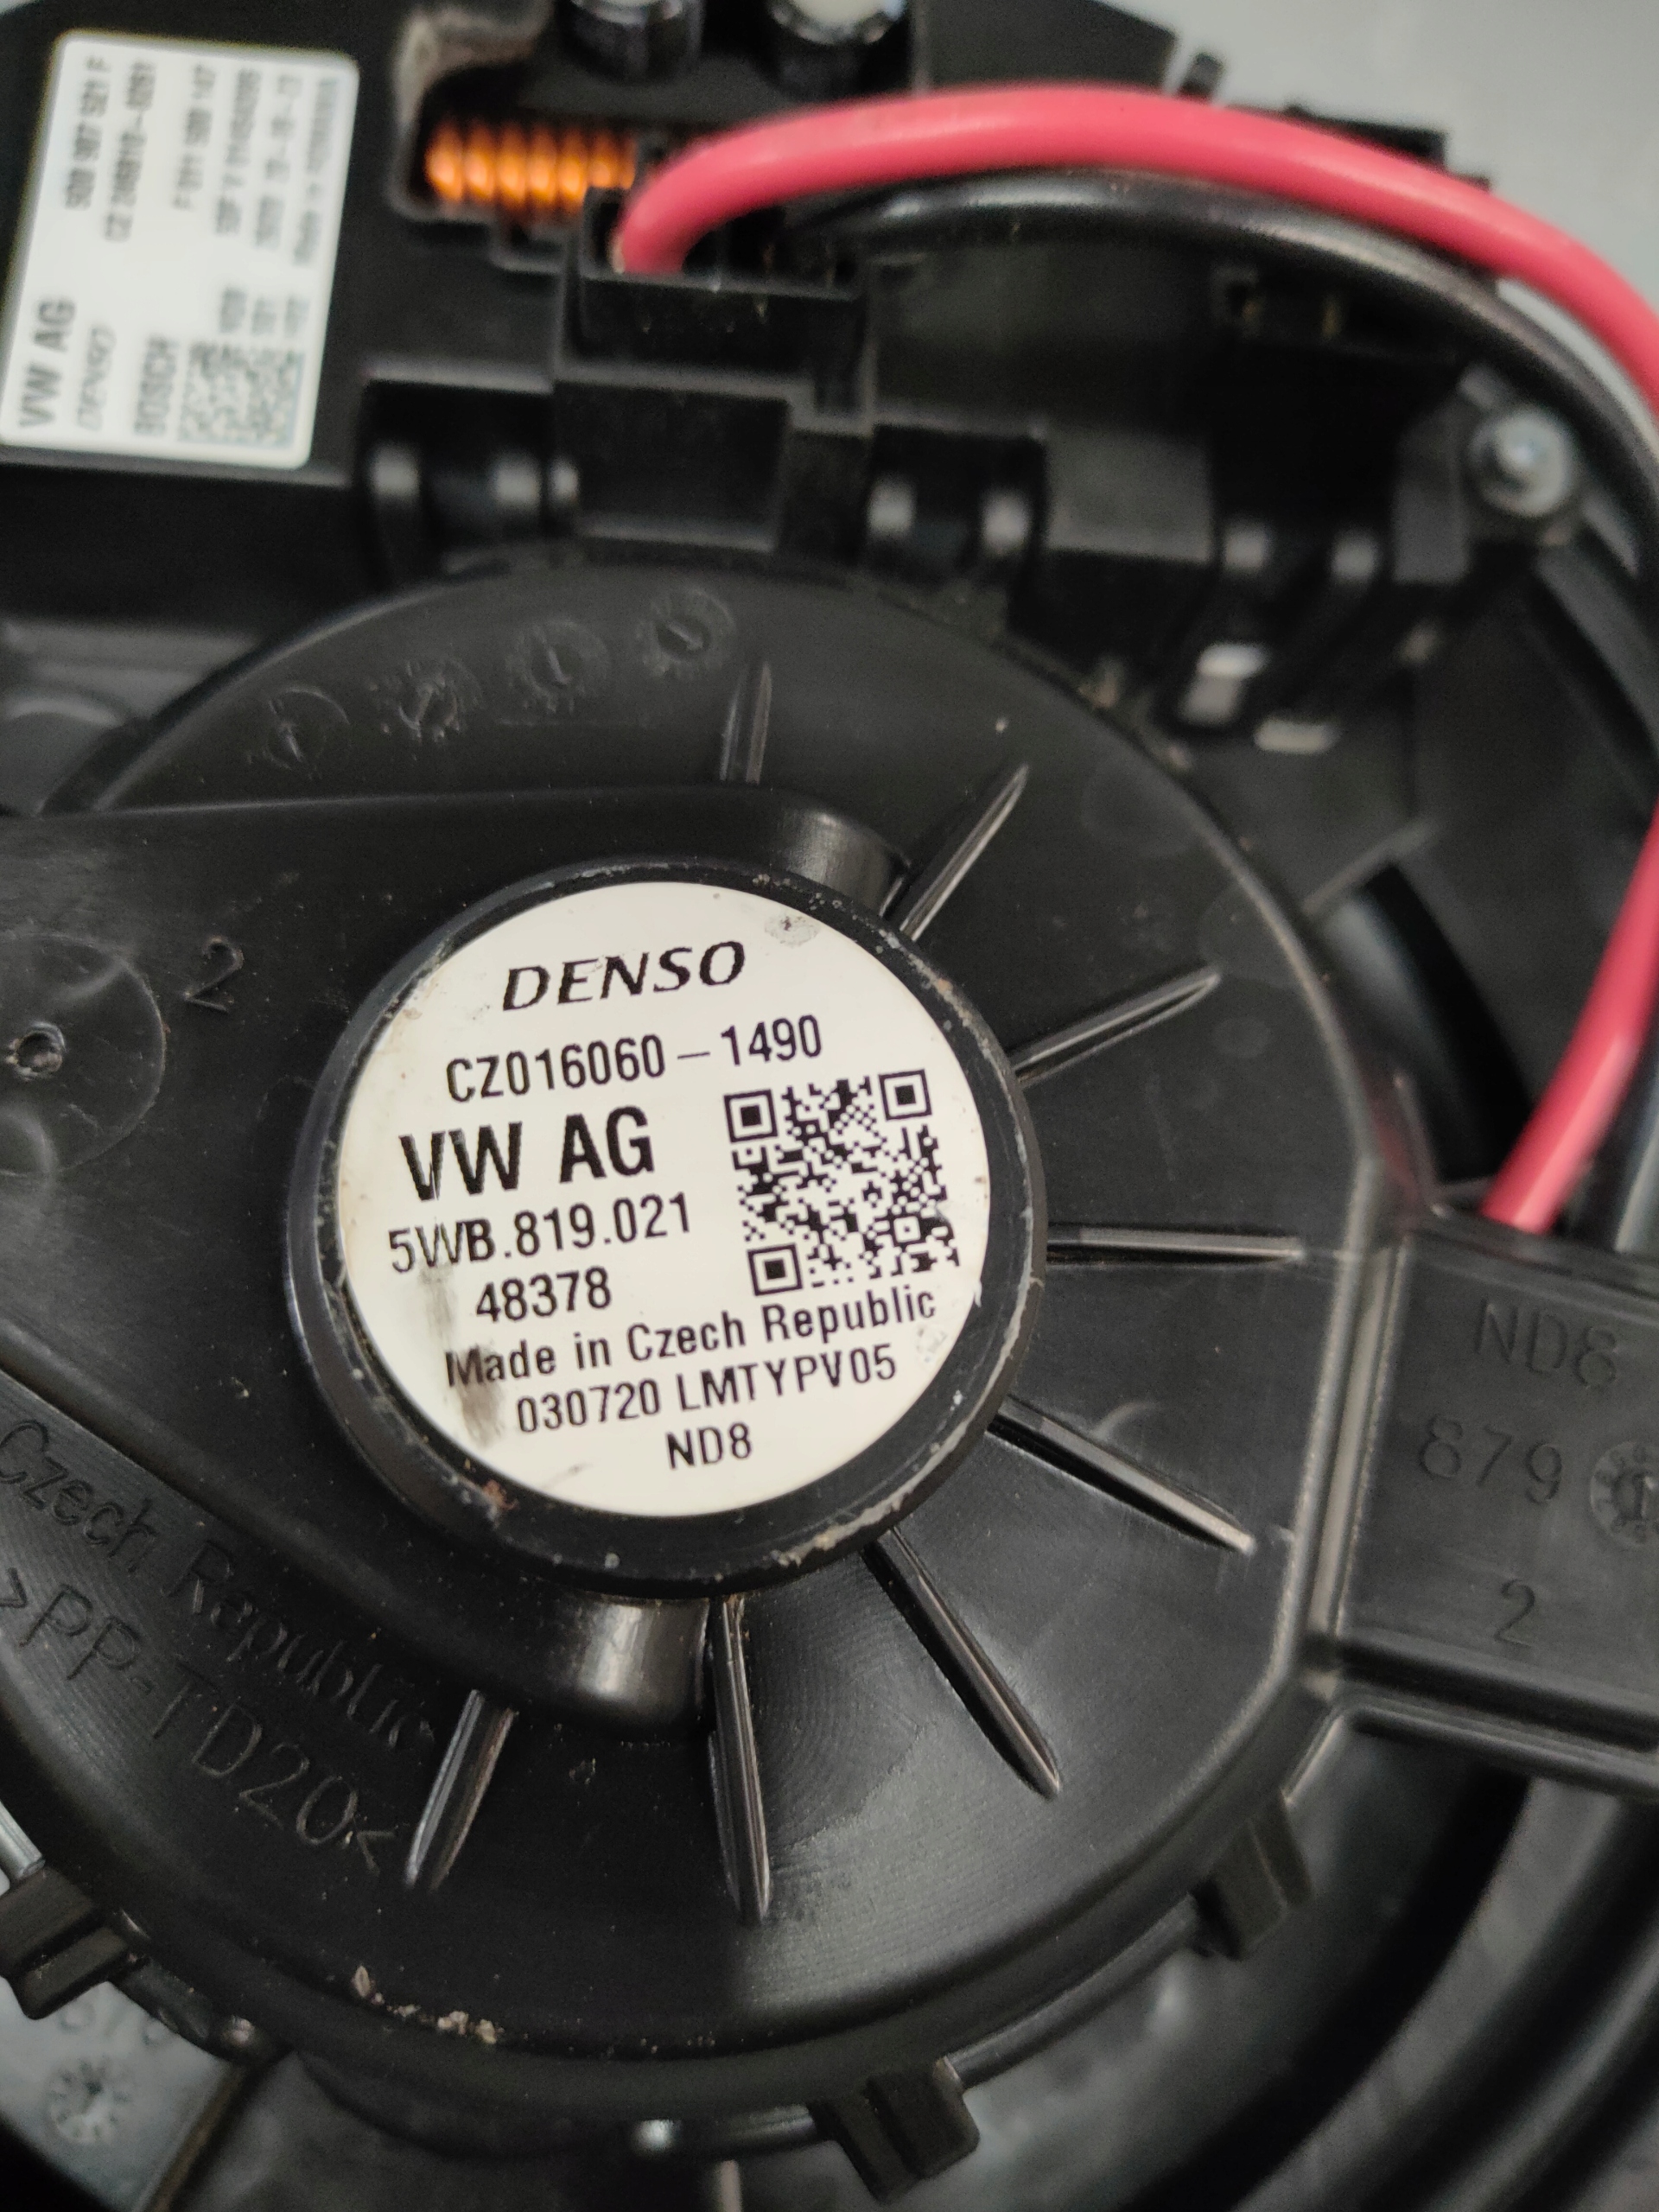 VW AG
DENSO
BOSCH
2
DENSO
CZ016060-1490
VW AG
5WB.819.021
48378
Made in Czech Republic
030720 LMTYPV05
ND8
ND8
879
2
Czech Republic
>PP-TD20<